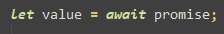 let value = await promise;